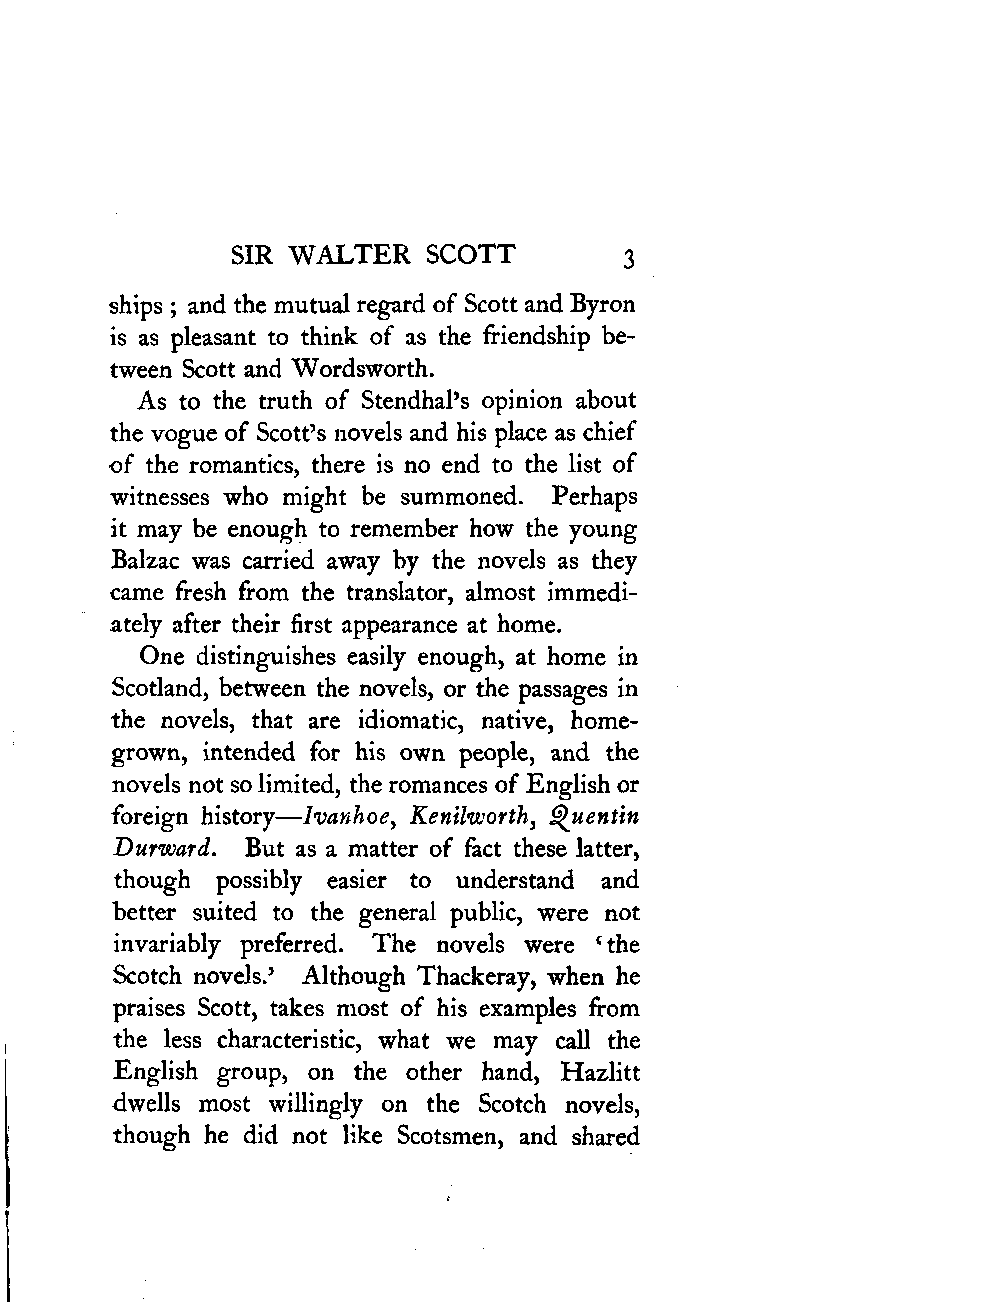 SIR WALTER SCOTT 3
ships ; and the mutual regard of Scott and Byron
is as pleasant to think of as the friendship be-
tween Scott and Wordsworth.
As to the truth of Stendhal's opinion about
the vogue of Scott's novels and his place as chief
of the romantics, there is no end to the list of
witnesses who might be summoned. Perhaps
it may be enough to remember how the young
Balzac was carried away by the novels as they
came fresh from the translator, almost immedi-
ately after their first appearance at home.
One distinguishes easily enough, at home in
Scotland, between the novels, or the passages in
the novels, that are idiomatic, native, home-
grown, intended for his own people, and the
novels not so limited, the romances of English or
foreign history—Ivanhoe, Kenilworth, Quentin
Durward. But as a matter of fact these latter,
though possibly easier to understand and
better suited to the general public, were not
invariably preferred. The novels were ‘the
Scotch novels.’ Although Thackeray, when he
praises Scott, takes most of his examples from
the less characteristic, what we may call the
English group, on the other hand, Hazlitt
dwells most willingly on the Scotch novels,
though he did not like Scotsmen, and shared